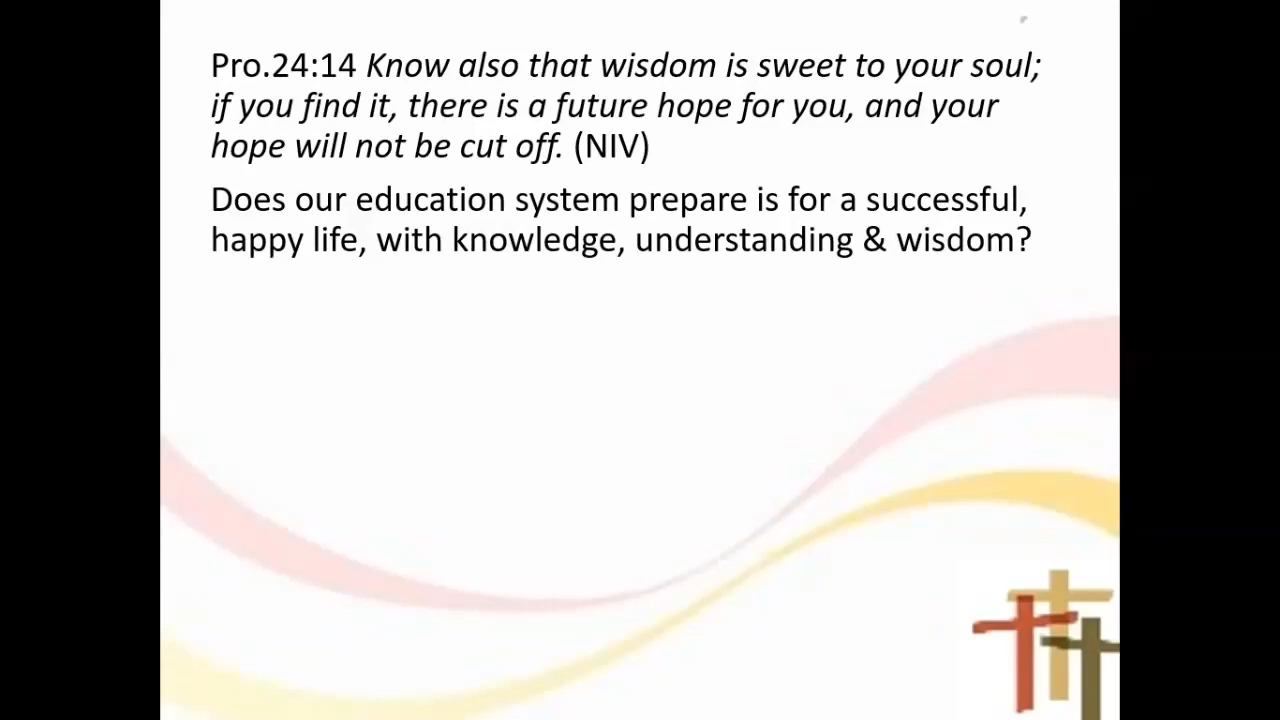 Pro.24:14 Know also that wisdom is sweet to your soul;
if you find it, there is a future hope for you, and your
hope will not be cut off. (NIV)
Does our education system prepare is for a successful,
happy life, with knowledge, understanding & wisdom?